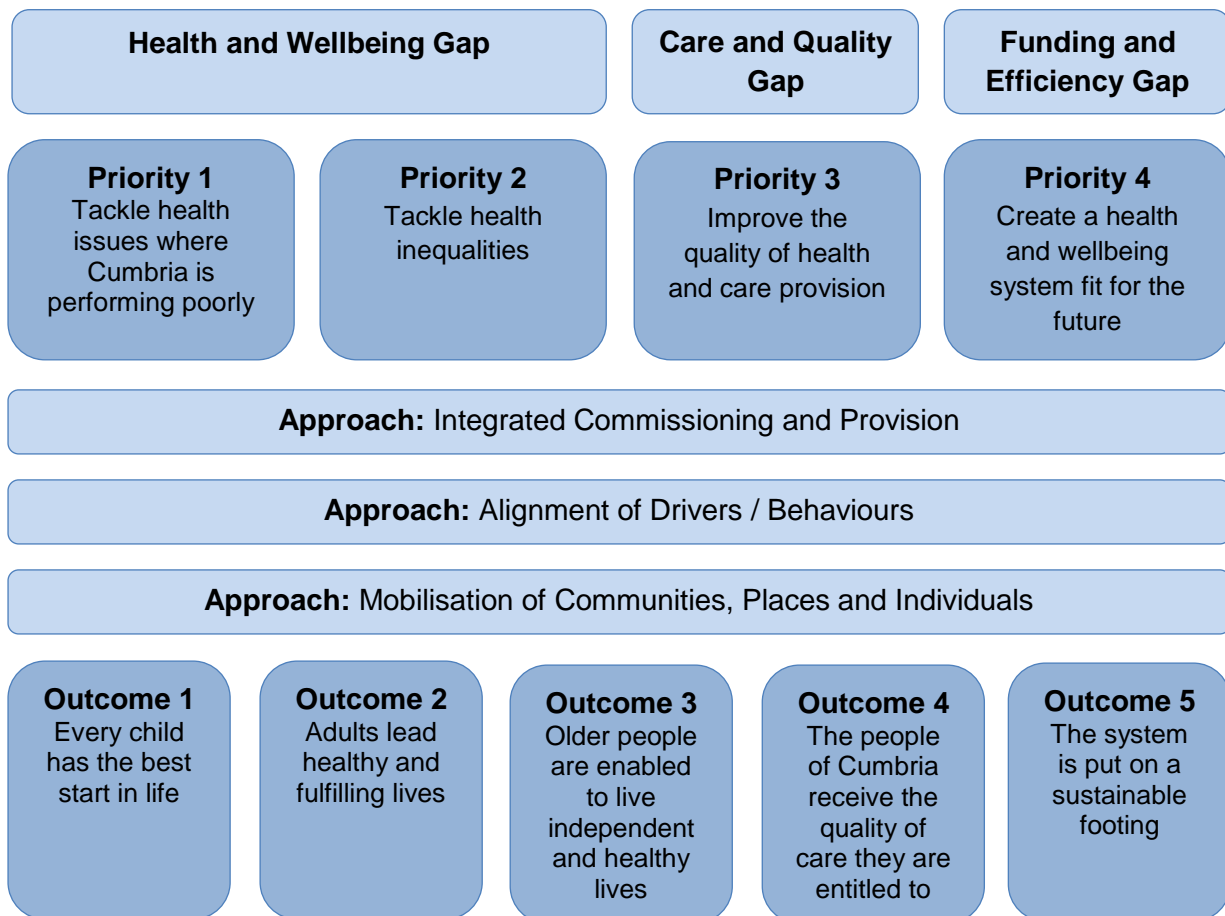 Health and Wellbeing Gap
Care and Quality
Gap
Funding and
Efficiency Gap
Priority 1
Tackle health
issues where
Cumbria is
performing poorly
Priority 2
Tackle health
inequalities
Priority 3
Improve the
quality of health
and care provision
Priority 4
Create a health
and wellbeing
system fit for the
future
Approach: Integrated Commissioning and Provision
Approach: Alignment of Drivers / Behaviours
Approach: Mobilisation of Communities, Places and Individuals
Outcome 1
Every child
has the best
start in life
Outcome 2
Adults lead
healthy and
fulfilling lives
Outcome 3
Older people
are enabled
to live
independent
and healthy
lives
Outcome 4
The people
of Cumbria
receive the
quality of
care they are
entitled to
Outcome 5
The system
is put on a
sustainable
footing